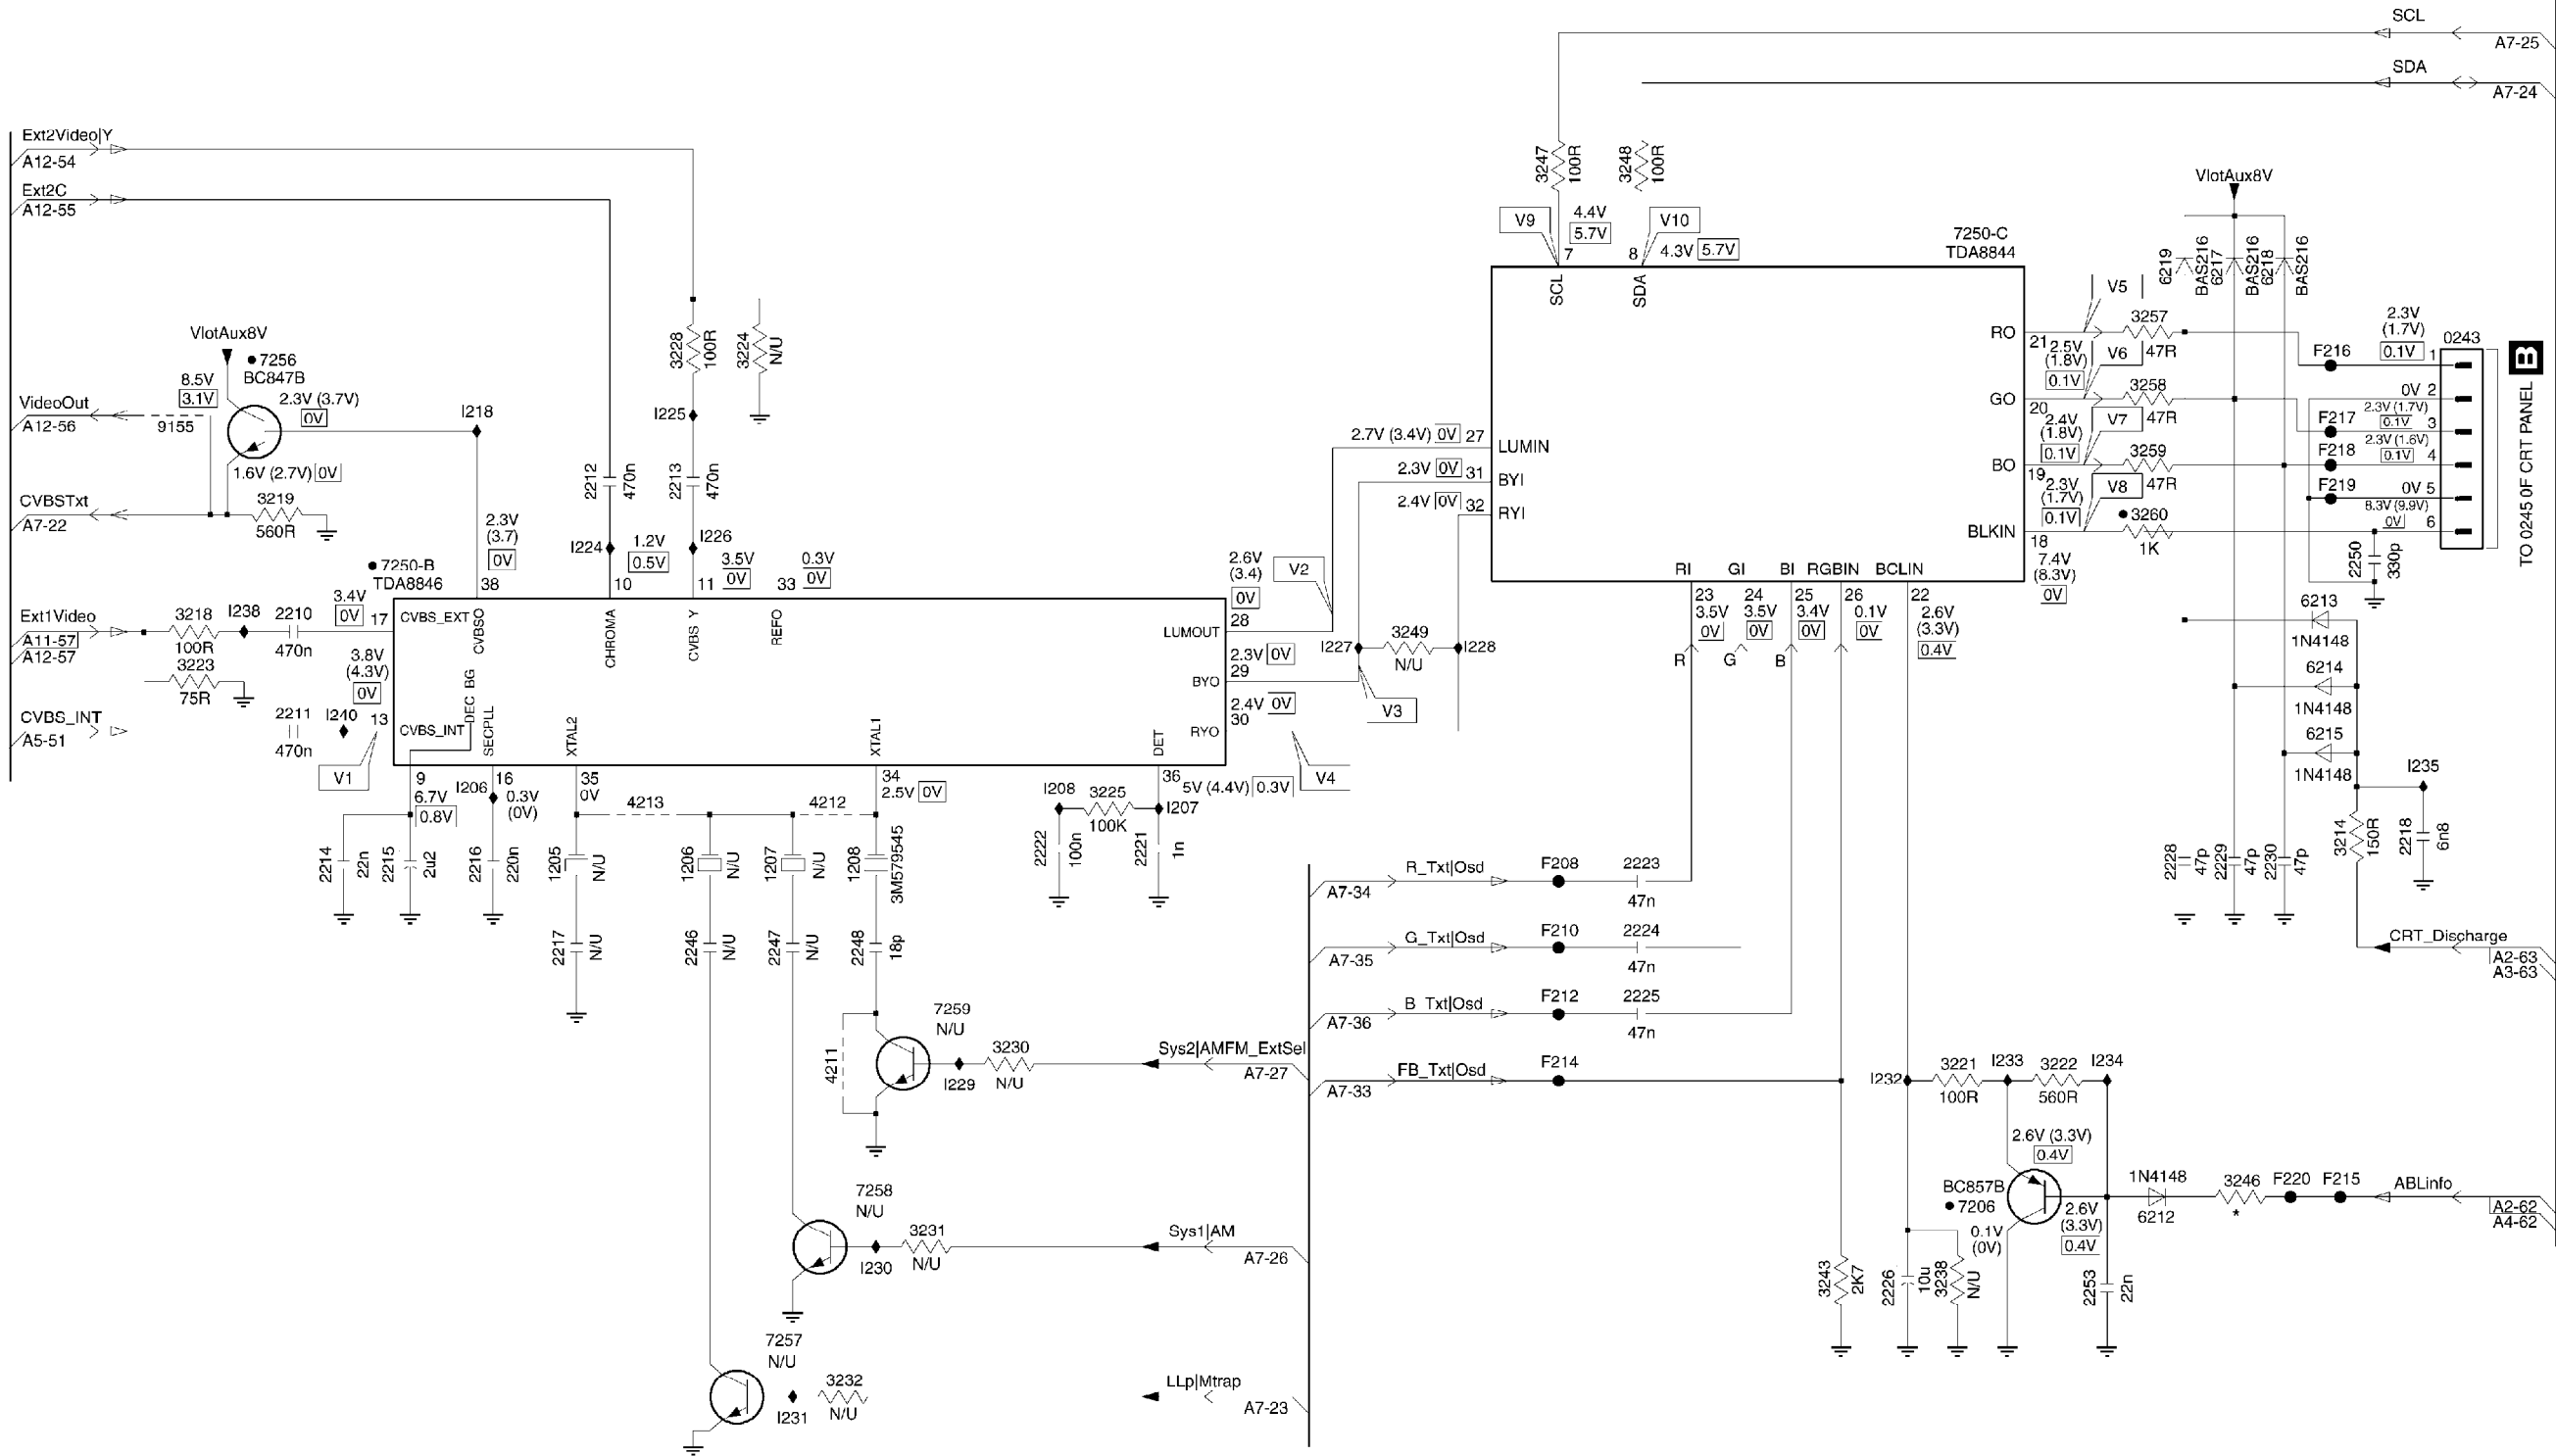 SCL
A7-25
SDA
A7-24
Ext2Video|Y
A12-54
Ext2C
A12-55
3247
100R
3248
100R
VlotAux8V
V9
4.4V
5.7V
V10
7
8
4.3V
5.7V
7250-C
TDA8844
SCL
SDA
6219
BAS216
6217
BAS216
6218
BAS216
VlotAux8V
7256
BC847B
8.5V
3.1V
2.3V (3.7V)
0V
VideoOut
A12-56
9155
1.6V (2.7V)
0V
I218
CVBSTxt
A7-22
3219
560R
3228
100R
3224
N/U
I225
2212
470n
2213
470n
2.3V
(3.7)
0V
I224
1.2V
0.5V
I226
3.5V
0V
0.3V
0V
7250-B
TDA8846
38
10
11
33
2.7V (3.4V)
0V
27
LUMIN
2.3V
0V
31
BYI
2.4V
0V
32
RYI
RO
21
V5
3257
47R
2.5V
(1.8V)
0.1V
V6
GO
20
3258
47R
2.4V
(1.8V)
0.1V
V7
BO
19
3259
47R
2.3V
(1.7V)
0.1V
V8
BLKIN
18
3260
1K
7.4V
(8.3V)
0V
2.3V
(1.7V)
0.1V
0243
F216
1
0V 2
2.3V (1.7V)
F217
0.1V
3
2.3V (1.6V)
F218
0.1V
4
F219
0V 5
8.3V (9.9V)
0V
6
B
TO 0245 0F CRT PANEL
2250
330p
Ext1Video
A11-57
A12-57
3218
100R
I238
2210
470n
3.4V
0V
17
3223
75R
3.8V
(4.3V)
0V
CVBS_INT
A5-51
2211
470n
I240
13
V1
CVBS_EXT
CVBSO
CHROMA
CVBS Y
REFO
DEC BG
CVBS_INT
SECPLL
XTAL2
XTAL1
DET
LUMOUT
BYO
RYO
2.6V
(3.4)
0V
28
V2
2.3V
0V
29
2.4V
0V
30
V3
V4
I227
3249
N/U
I228
RI
GI
BI
RGBIN
BCLIN
23
3.5V
0V
24
3.5V
0V
25
3.4V
0V
26
0.1V
0V
22
2.6V
(3.3V)
0.4V
R
G
B
6213
1N4148
6214
1N4148
6215
1N4148
I235
9
6.7V
0.8V
I206
16
0.3V
(0V)
35
0V
34
2.5V
0V
36
5V (4.4V)
0.3V
4213
4212
I208
3225
100K
I207
2214
22n
2215
2u2
2216
220n
1205
N/U
1206
N/U
1207
N/U
1208
3M579545
2222
100n
2221
1n
2217
N/U
2246
N/U
2247
N/U
2248
18p
2228
47p
2229
47p
2230
47p
3214
150R
2218
6n8
CRT_Discharge
A2-63
A3-63
R_Txt|Osd
A7-34
F208
2223
47n
G_Txt|Osd
A7-35
F210
2224
47n
B_Txt|Osd
A7-36
F212
2225
47n
FB_Txt|Osd
A7-33
F214
7259
N/U
4211
I229
3230
N/U
Sys2|AMFM_ExtSel
A7-27
7258
N/U
I230
3231
N/U
Sys1|AM
A7-26
7257
N/U
I231
3232
N/U
LLp|Mtrap
A7-23
I232
3221
100R
I233
3222
560R
I234
2.6V (3.3V)
0.4V
BC857B
7206
0.1V
(0V)
2.6V
(3.3V)
0.4V
1N4148
6212
3246
*
F220
F215
ABLinfo
A2-62
A4-62
3243
2K7
2226
10u
3238
N/U
2253
22n